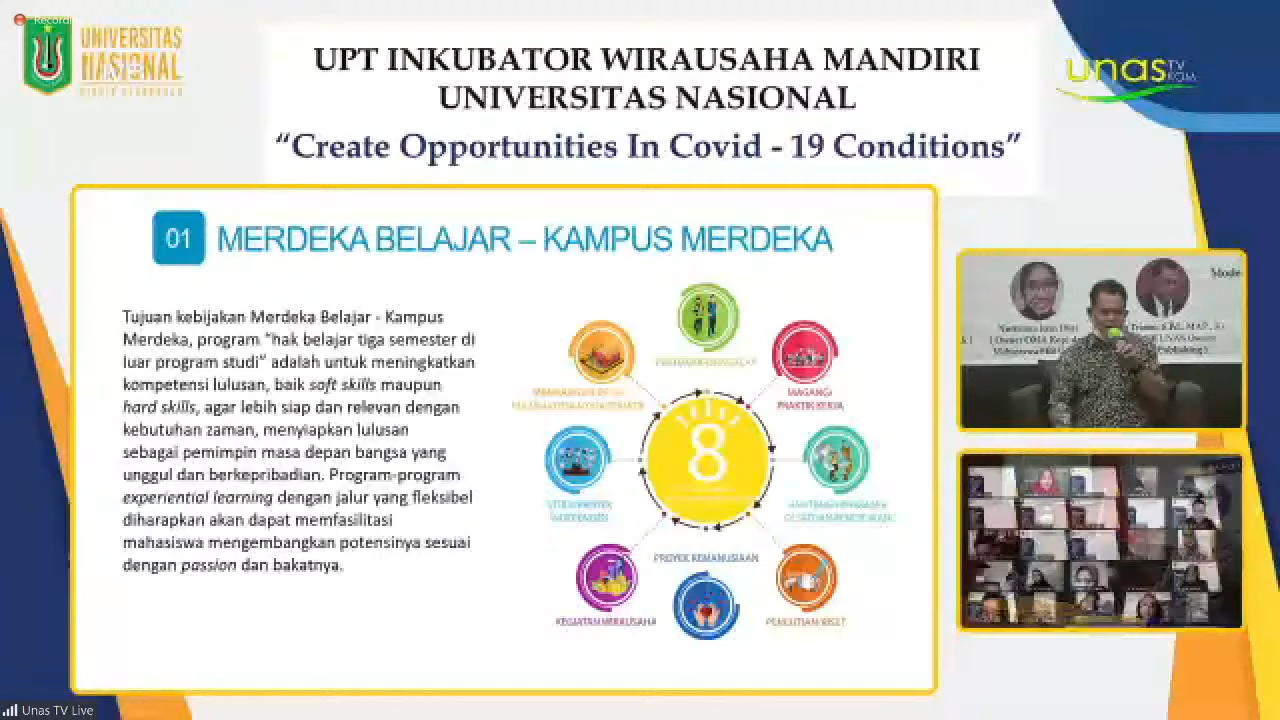 Recordi
UNIVERSITAS
NASIONAL
unas TV
KOM
UPT INKUBATOR WIRAUSAHA MANDIRI
UNIVERSITAS NASIONAL
“Create Opportunities In Covid - 19 Conditions”
01 MERDEKA BELAJAR – KAMPUS MERDEKA
Tujuan kebijakan Merdeka Belajar - Kampus
Merdeka, program “hak belajar tiga semester di
luar program studi” adalah untuk meningkatkan
kompetensi lulusan, baik soft skills maupun
hard skills, agar lebih siap dan relevan dengan
kebutuhan zaman, menyiapkan lulusan
sebagai pemimpin masa depan bangsa yang
unggul dan berkepribadian. Program-program
experiential learning dengan jalur yang fleksibel
diharapkan akan dapat memfasilitasi
mahasiswa mengembangkan potensinya sesuai
dengan passion dan bakatnya.
MAGANG/
PRAKTIK KERJA
8
PROYEK KEMANUSIAAN
KEGIATAN WIRAUSAHA
PENELITIAN/RISET
Unas TV Live